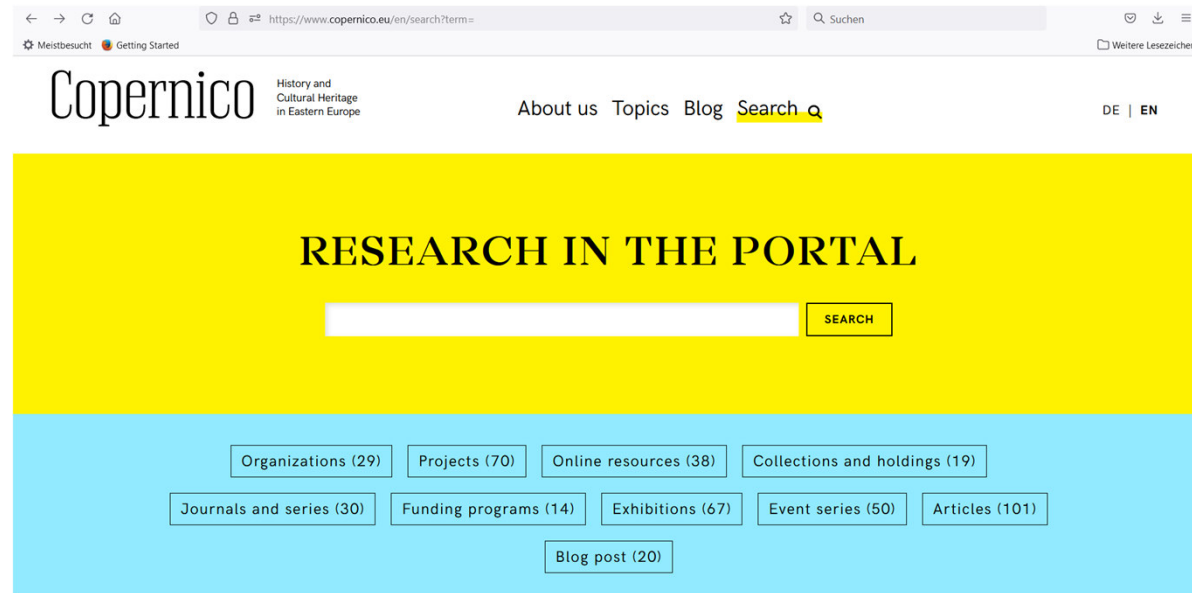 https://www.copernico.eu/en/search?term=
Suchen
Meistbesucht
Getting Started
Weitere Lesezeichen
Copernico
History and
Cultural Heritage
in Eastern Europe
About us Topics Blog Search
DE | EN
RESEARCH IN THE PORTAL
SEARCH
Organizations (29) Projects (70) Online resources (38) Collections and holdings (19)
Journals and series (30) Funding programs (14) Exhibitions (67) Event series (50) Articles (101)
Blog post (20)